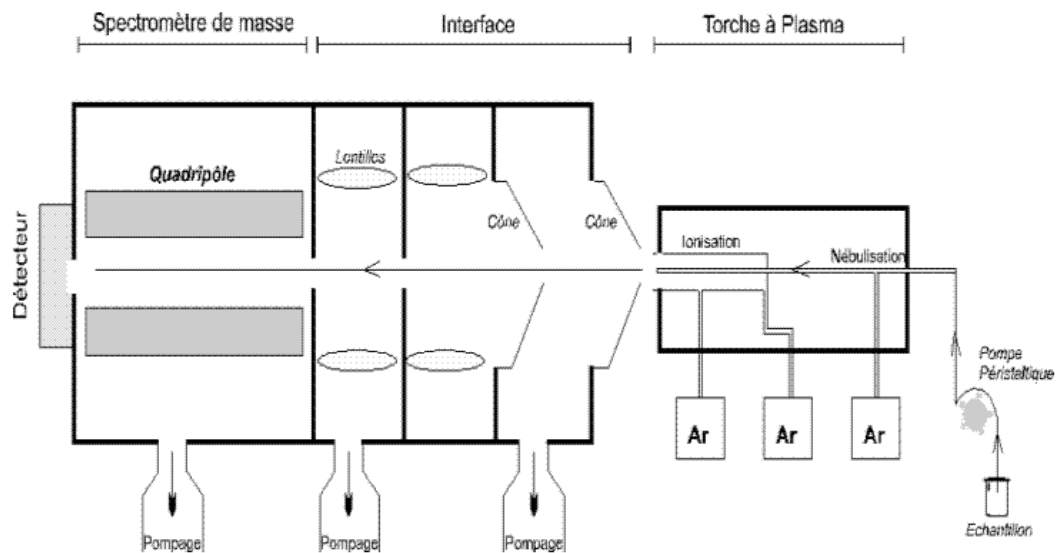 Spectromètre de masse
Interface
Torche à Plasma
Quadripôle
Lentilles
Cône
Cône
Ionisation
Nébulisation
Détecteur
Pompe
Péristaltique
Ar
Ar
Ar
Echantillon
Pompage
Pompage
Pompage